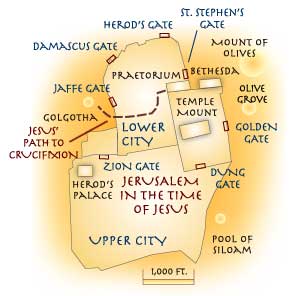 ST. STEPHEN'S
GATE
HEROD'S GATE
DAMASCUS GATE
MOUNT OF
OLIVES
PRAETORIUM
BETHESDA
JAFFE GATE
TEMPLE
MOUNT
OLIVE
GROVE
GOLGOTHA
JESUS'
PATH TO
CRUCIFIXION
LOWER
CITY
GOLDEN
GATE
ZION GATE
HEROD'S
PALACE
JERUSALEM
IN THE TIME
OF JESUS
DUNG
GATE
UPPER CITY
POOL OF
SILOAM
1,000 FT.